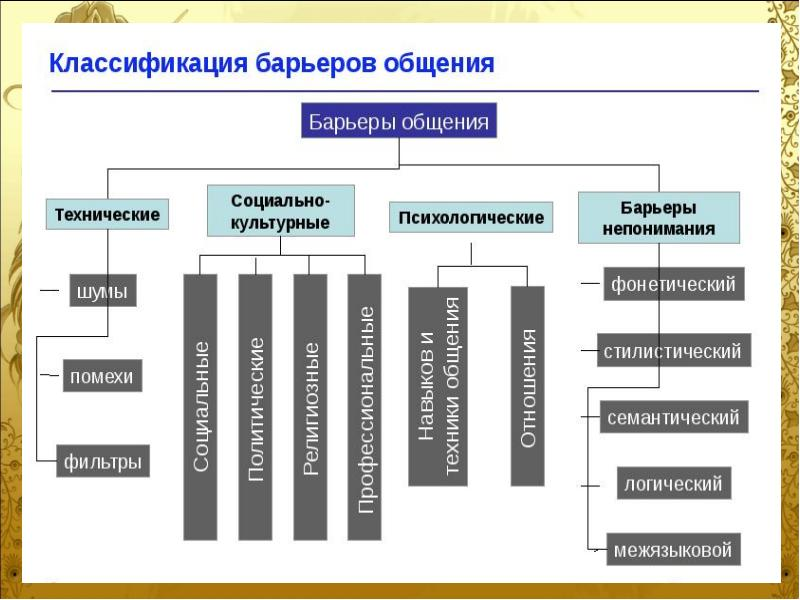 Классификация барьеров общения
Барьеры общения
Технические
Социально-
культурные
Психологические
Барьеры
непонимания
шумы
помехи
фильтры
Социальные
Политические
Религиозные
Профессиональные
Навыков и
техники общения
Отношения
фонетический
стилистический
семантический
логический
межязыковой